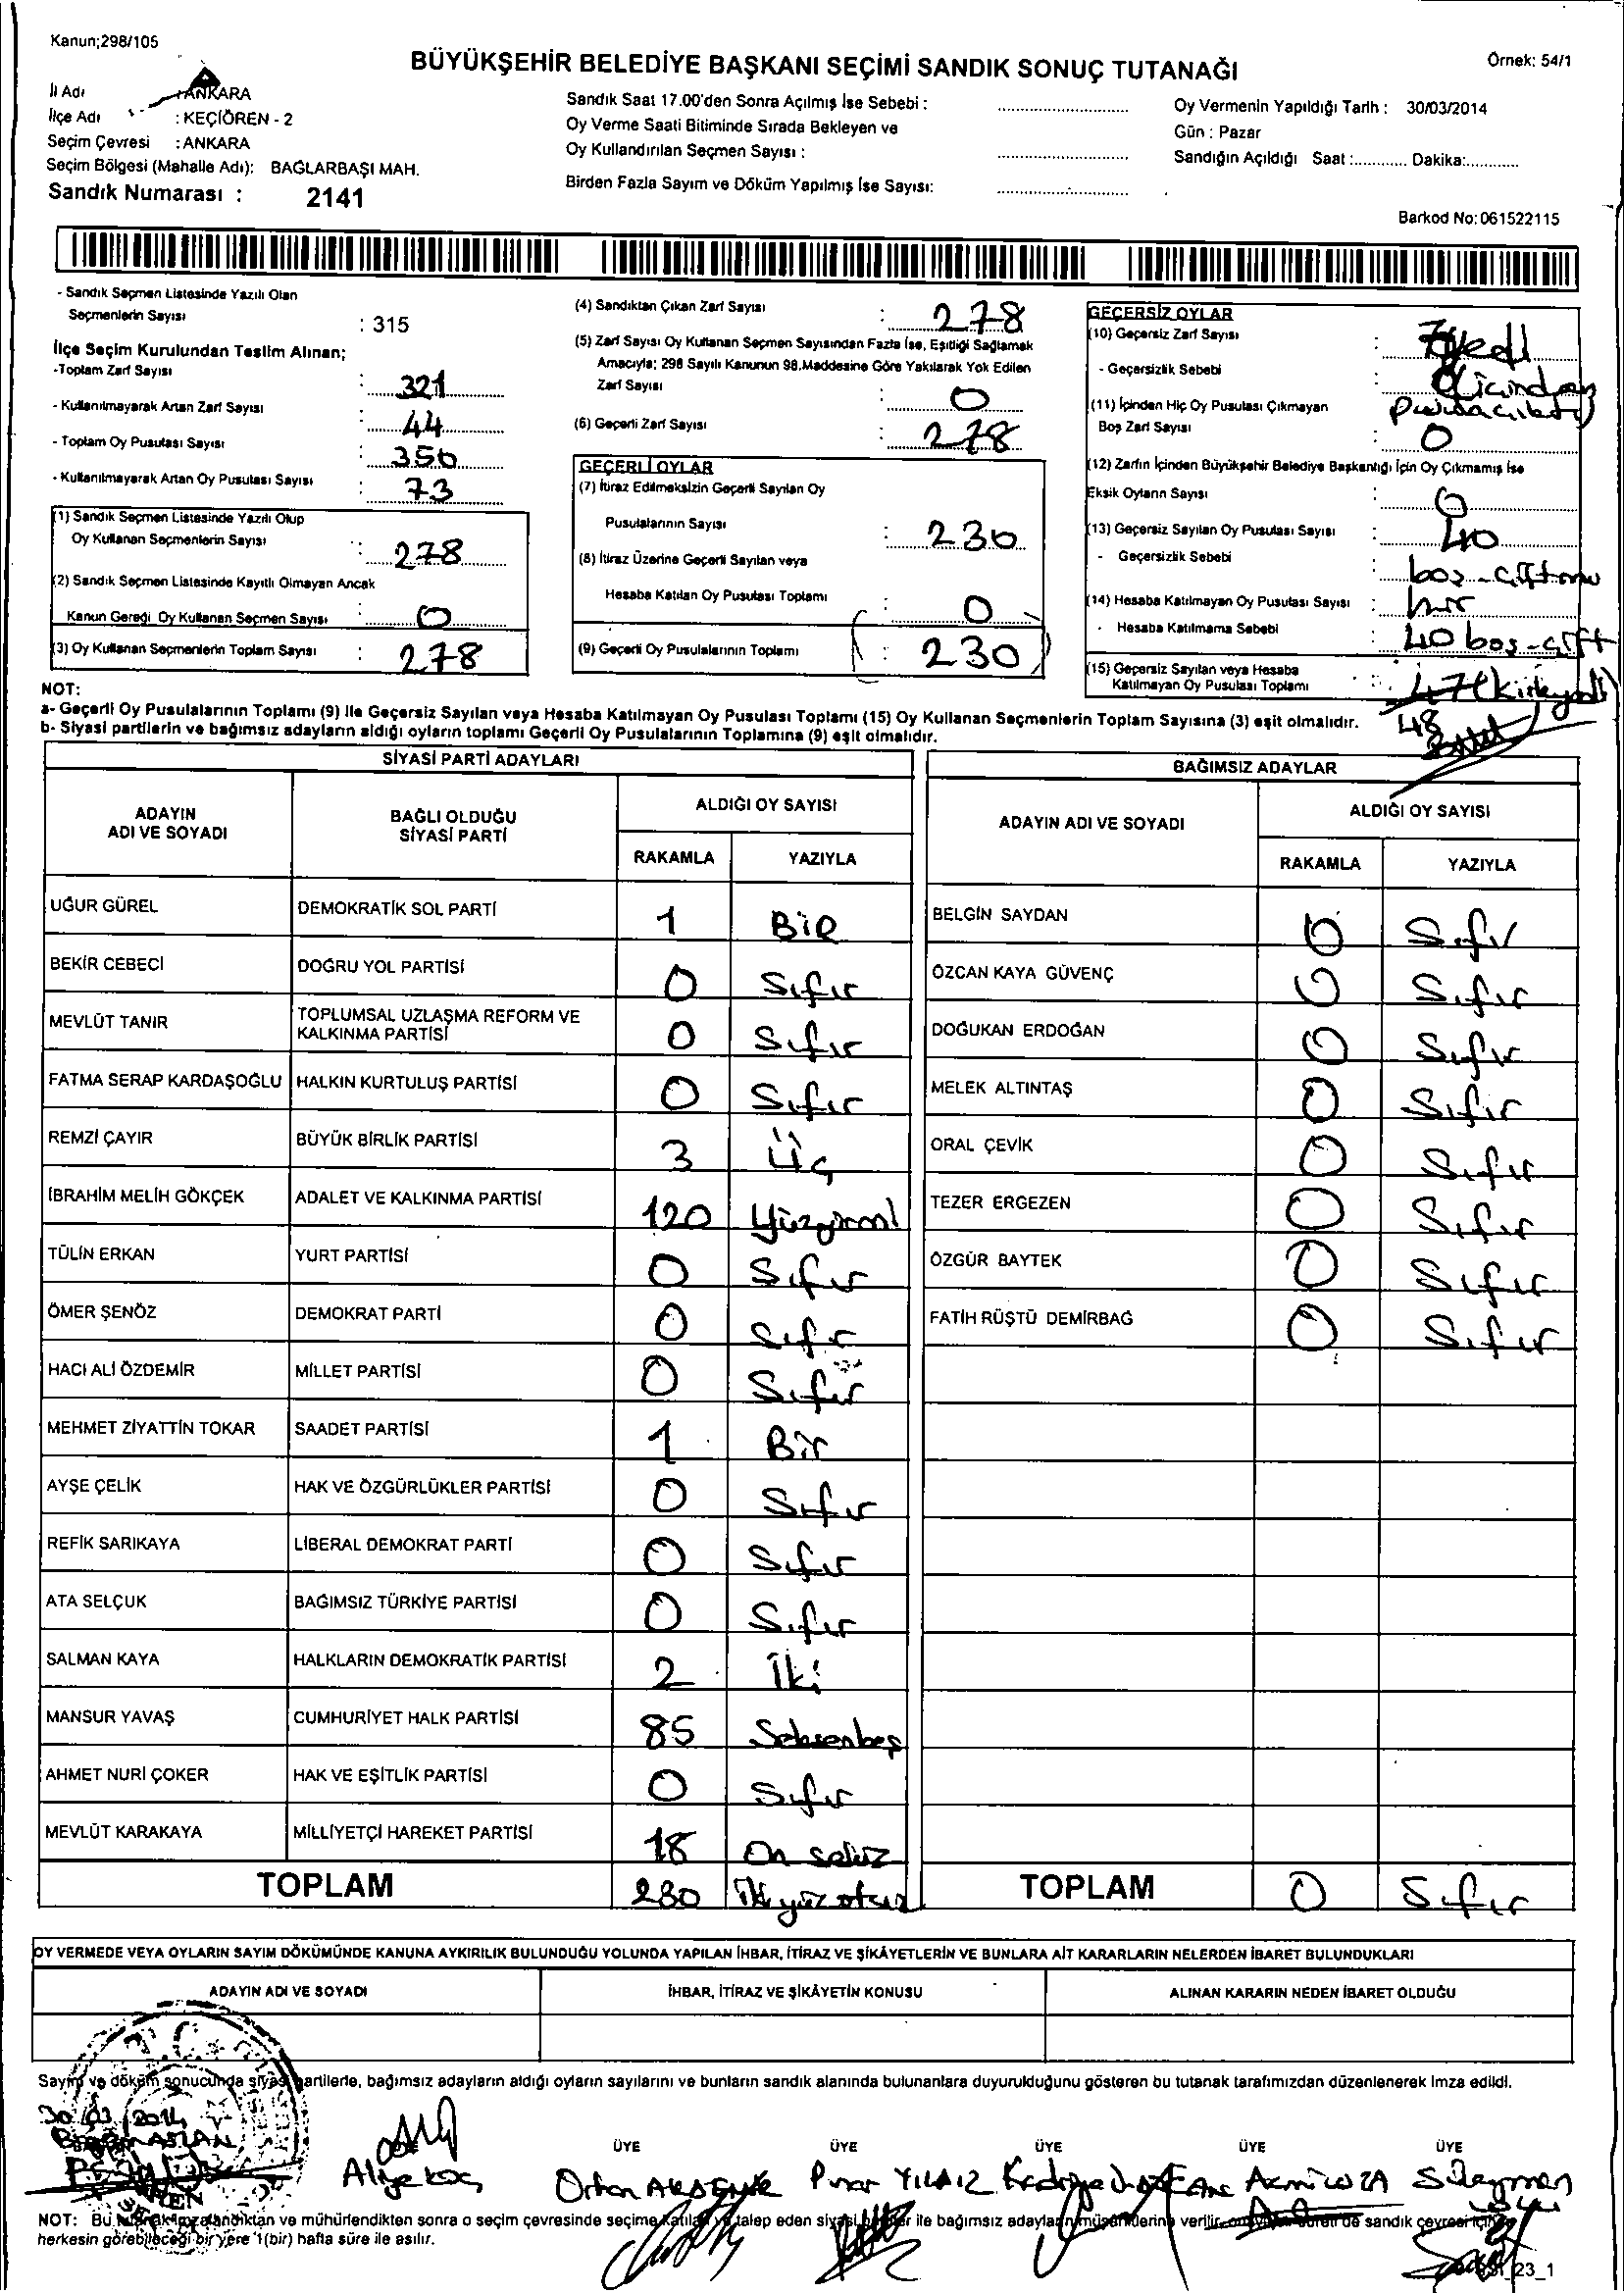 Kanun;298/105
BÜYÜKŞEHİR BELEDİYE BAŞKANI SEÇİMİ SANDIK SONUÇ TUTANAĞI
Örnek: 54/1
İl Adı : ANKARA
İlçe Adı : KEÇİÖREN - 2
Seçim Çevresi : ANKARA
Seçim Bölgesi (Mahalle Adı): BAĞLARBAŞI MAH.
Sandık Numarası : 2141
Sandık Saat 17.00'den Sonra Açılmış İse Sebebi :
Oy Verme Saati Bitiminde Sırada Bekleyen ve
Oy Kullandırılan Seçmen Sayısı :
Birden Fazla Sayım ve Döküm Yapılmış İse Sayısı:
Oy Vermenin Yapıldığı Tarih : 30/03/2014
Gün : Pazar
Sandığın Açıldığı Saat :............ Dakika:............
Barkod No: 061522115
- Sandık Seçmen Listesinde Yazılı Olan
Seçmenlerin Sayısı : 315
İlçe Seçim Kurulundan Teslim Alınan;
-Toplam Zarf Sayısı : 321
- Kullanılmayarak Artan Zarf Sayısı : 44
- Toplam Oy Pusulası Sayısı : 350
- Kullanılmayarak Artan Oy Pusulası Sayısı : 73
(1) Sandık Seçmen Listesinde Yazılı Olup
Oy Kullanan Seçmenlerin Sayısı : 278
(2) Sandık Seçmen Listesinde Kayıtlı Olmayan Ancak
Kanun Gereği Oy Kullanan Seçmen Sayısı : 0
(3) Oy Kullanan Seçmenlerin Toplam Sayısı : 278
(4) Sandıktan Çıkan Zarf Sayısı : 278
(5) Zarf Sayısı Oy Kullanan Seçmen Sayısından Fazla İse, Eşitliği Sağlamak
Amacıyla; 298 Sayılı Kanunun 98.Maddesine Göre Yakılarak Yok Edilen
Zarf Sayısı : 0
(6) Geçerli Zarf Sayısı : 278
GEÇERLİ OYLAR
(7) İtiraz Edilmeksizin Geçerli Sayılan Oy
Pusulalarının Sayısı : 230
(8) İtiraz Üzerine Geçerli Sayılan veya
Hesaba Katılan Oy Pusulası Toplamı : 0
(9) Geçerli Oy Pusulalarının Toplamı : 230
GEÇERSİZ OYLAR
(10) Geçersiz Zarf Sayısı : 7 yedi
- Geçersizlik Sebebi : (içinden
(11) İçinden Hiç Oy Pusulası Çıkmayan
Boş Zarf Sayısı : 0
(12) Zarfın İçinden Büyükşehir Belediye Başkanlığı İçin Oy Çıkmamış İse
Eksik Oyların Sayısı : 0
(13) Geçersiz Sayılan Oy Pusulası Sayısı : 40
- Geçersizlik Sebebi : boş - çift mü
hür
(14) Hesaba Katılmayan Oy Pusulası Sayısı :
- Hesaba Katılmama Sebebi : 40 boş - çift
(15) Geçersiz Sayılan veya Hesaba
Katılmayan Oy Pusulası Toplamı : 47 (kırkyedi)
48
NOT:
a- Geçerli Oy Pusulalarının Toplamı (9) ile Geçersiz Sayılan veya Hesaba Katılmayan Oy Pusulası Toplamı (15) Oy Kullanan Seçmenlerin Toplam Sayısına (3) eşit olmalıdır.
b- Siyasi partilerin ve bağımsız adayların aldığı oyların toplamı Geçerli Oy Pusulalarının Toplamına (9) eşit olmalıdır.
SİYASİ PARTİ ADAYLARI
ADAYIN ADI VE SOYADI
BAĞLI OLDUĞU SİYASİ PARTİ
ALDIĞI OY SAYISI
RAKAMLA YAZIYLA
UĞUR GÜREL DEMOKRATİK SOL PARTİ 1 Bir
BEKİR CEBECİ DOĞRU YOL PARTİSİ 0 Sıfır
MEVLÜT TANIR TOPLUMSAL UZLAŞMA REFORM VE KALKINMA PARTİSİ 0 Sıfır
FATMA SERAP KARDAŞOĞLU HALKIN KURTULUŞ PARTİSİ 0 Sıfır
REMZİ ÇAYIR BÜYÜK BİRLİK PARTİSİ 3 Üç
İBRAHİM MELİH GÖKÇEK ADALET VE KALKINMA PARTİSİ 120 Yüzyirmi
TÜLİN ERKAN YURT PARTİSİ 0 Sıfır
ÖMER ŞENÖZ DEMOKRAT PARTİ 0 Sıfır
HACI ALİ ÖZDEMİR MİLLET PARTİSİ 0 Sıfır
MEHMET ZİYATTİN TOKAR SAADET PARTİSİ 1 Bir
AYŞE ÇELİK HAK VE ÖZGÜRLÜKLER PARTİSİ 0 Sıfır
REFİK SARIKAYA LİBERAL DEMOKRAT PARTİ 0 Sıfır
ATA SELÇUK BAĞIMSIZ TÜRKİYE PARTİSİ 0 Sıfır
SALMAN KAYA HALKLARIN DEMOKRATİK PARTİSİ 2 İki
MANSUR YAVAŞ CUMHURİYET HALK PARTİSİ 85 Seksenbeş
AHMET NURİ ÇOKER HAK VE EŞİTLİK PARTİSİ 0 Sıfır
MEVLÜT KARAKAYA MİLLİYETÇİ HAREKET PARTİSİ 18 On sekiz
TOPLAM 230 İki yüz otuz
BAĞIMSIZ ADAYLAR
ADAYIN ADI VE SOYADI
ALDIĞI OY SAYISI
RAKAMLA YAZIYLA
BELGİN SAYDAN 0 Sıfır
ÖZCAN KAYA GÜVENÇ 0 Sıfır
DOĞUKAN ERDOĞAN 0 Sıfır
MELEK ALTINTAŞ 0 Sıfır
ORAL ÇEVİK 0 Sıfır
TEZER ERGEZEN 0 Sıfır
ÖZGÜR BAYTEK 0 Sıfır
FATİH RÜŞTÜ DEMİRBAĞ 0 Sıfır
TOPLAM 0 Sıfır
OY VERMEDE VEYA OYLARIN SAYIM DÖKÜMÜNDE KANUNA AYKIRILIK BULUNDUĞU YOLUNDA YAPILAN İHBAR, İTİRAZ VE ŞİKÂYETLERİN VE BUNLARA AİT KARARLARIN NELERDEN İBARET BULUNDUKLARI
ADAYIN ADI VE SOYADI
İHBAR, İTİRAZ VE ŞİKÂYETİN KONUSU
ALINAN KARARIN NEDEN İBARET OLDUĞU
Sayım ve döküm sonucunda siyasi partilerle, bağımsız adayların aldığı oyların sayılarını ve bunların sandık alanında bulunanlara duyurulduğunu gösteren bu tutanak tarafımızdan düzenlenerek imza edildi.
30/03/2014
ÜYE ÜYE ÜYE ÜYE ÜYE
Aliye Koç
Pınar YILDIZ
Süleyman
NOT: Bu tutanak imzalandıktan ve mühürlendikten sonra o seçim çevresinde seçime katılan ve talep eden siyasi partiler ile bağımsız adayların müşahitlerine verilir sandık çevresi içinde
herkesin görebileceği bir yere 1(bir) hafta süre ile asılır.
23_1